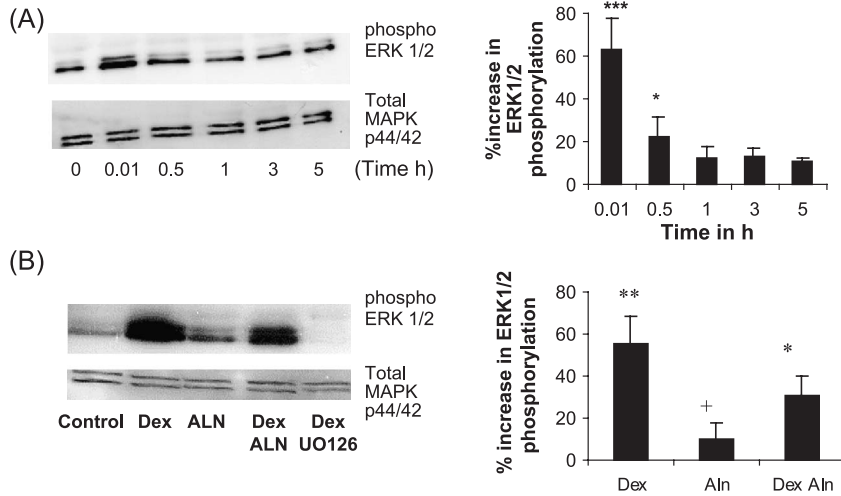 (A)
phospho
ERK 1/2
Total
MAPK
p44/42
0 0.01 0.5 1 3 5 (Time h)
%increase in
ERK1/2
phosphorylation
80
60
40
20
0
***
*
0.01 0.5 1 3 5
Time in h
(B)
phospho
ERK 1/2
Total
MAPK
p44/42
Control Dex ALN Dex Dex
ALN UO126
% increase in ERK1/2
phosphorylation
80
60
40
20
0
**
+
*
Dex Aln Dex Aln